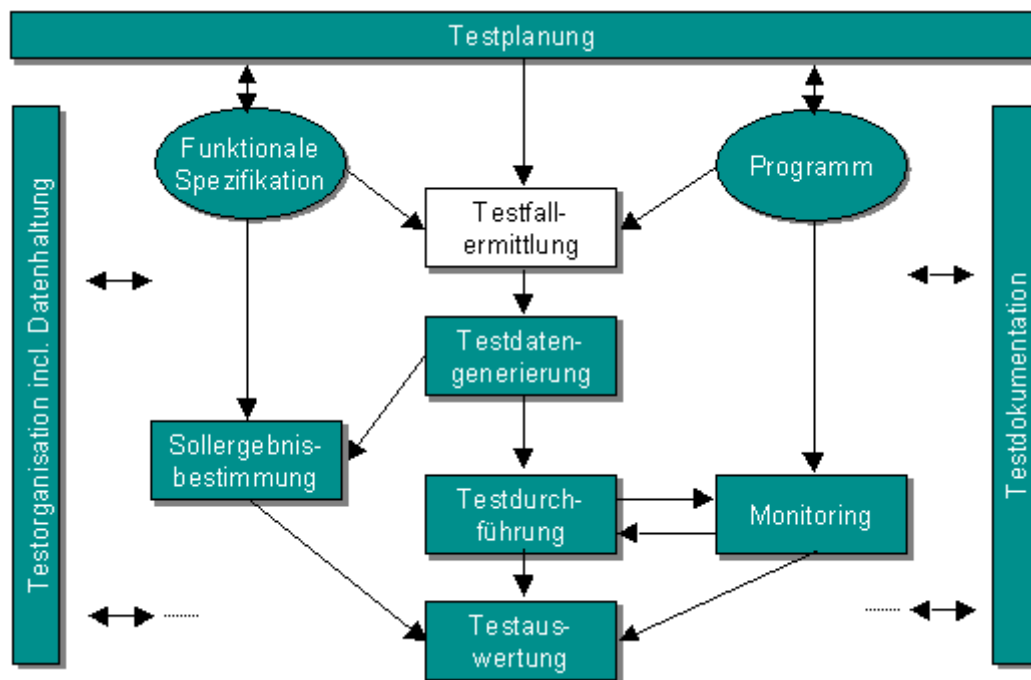 Testplanung
Funktionale
Spezifikation
Programm
Testfall-
ermittlung
Testorganisation incl. Datenhaltung
Testdokumentation
Testdaten-
generierung
Sollergebnis-
bestimmung
Testdurch-
führung
Monitoring
Testaus-
wertung